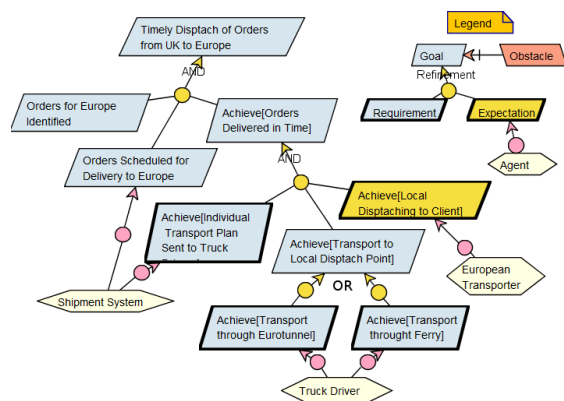 Timely Disptach of Orders
from UK to Europe
AND
Legend
Goal
Obstacle
Refinement
Requirement
Expectation
Agent
Orders for Europe
Identified
Achieve[Orders
Delivered in Time]
Orders Scheduled for
Delivery to Europe
AND
Achieve[Individual
Transport Plan
Sent to Truck
Achieve[Local
Disptaching to Client]
Achieve[Transport to
Local Disptach Point]
European
Transporter
Shipment System
OR
Achieve[Transport
through Eurotunnel]
Achieve[Transport
throught Ferry]
Truck Driver